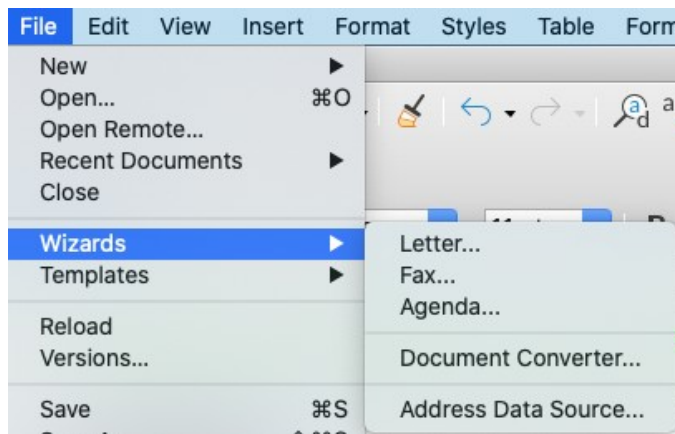 File Edit View Insert Format Styles Table
New
Open... ⌘O
Open Remote...
Recent Documents
Close
Wizards
Templates
Reload
Versions...
Save ⌘S
Letter...
Fax...
Agenda...
Document Converter...
Address Data Source...